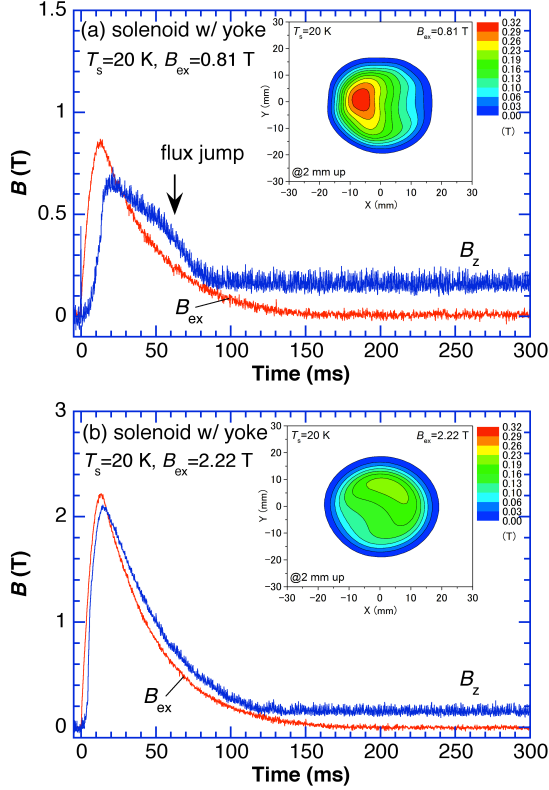 (a) solenoid w/ yoke
Ts=20 K, Bex=0.81 T
Ts=20 K
Bex=0.81 T
@2 mm up
Y (mm)
30
20
10
0
-10
-20
-30
-30 -20 -10 0 10 20 30
X (mm)
0.32
0.29
0.26
0.23
0.19
0.16
0.13
0.10
0.06
0.03
0.00
(T)
flux jump
Bz
Bex
B (T)
1.5
1
0.5
0
0 50 100 150 200 250 300
Time (ms)
(b) solenoid w/ yoke
Ts=20 K, Bex=2.22 T
Ts=20 K
Bex=2.22 T
@2 mm up
Y (mm)
30
20
10
0
-10
-20
-30
-30 -20 -10 0 10 20 30
X (mm)
0.32
0.29
0.26
0.23
0.19
0.16
0.13
0.10
0.06
0.03
0.00
(T)
Bz
Bex
B (T)
3
2
1
0
0 50 100 150 200 250 300
Time (ms)